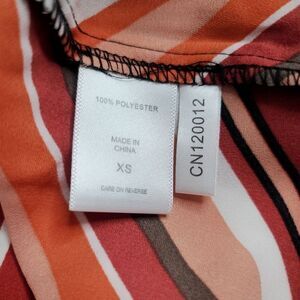 100% POLYESTER
MADE IN
CHINA
XS
CARE ON REVERSE
CN120012